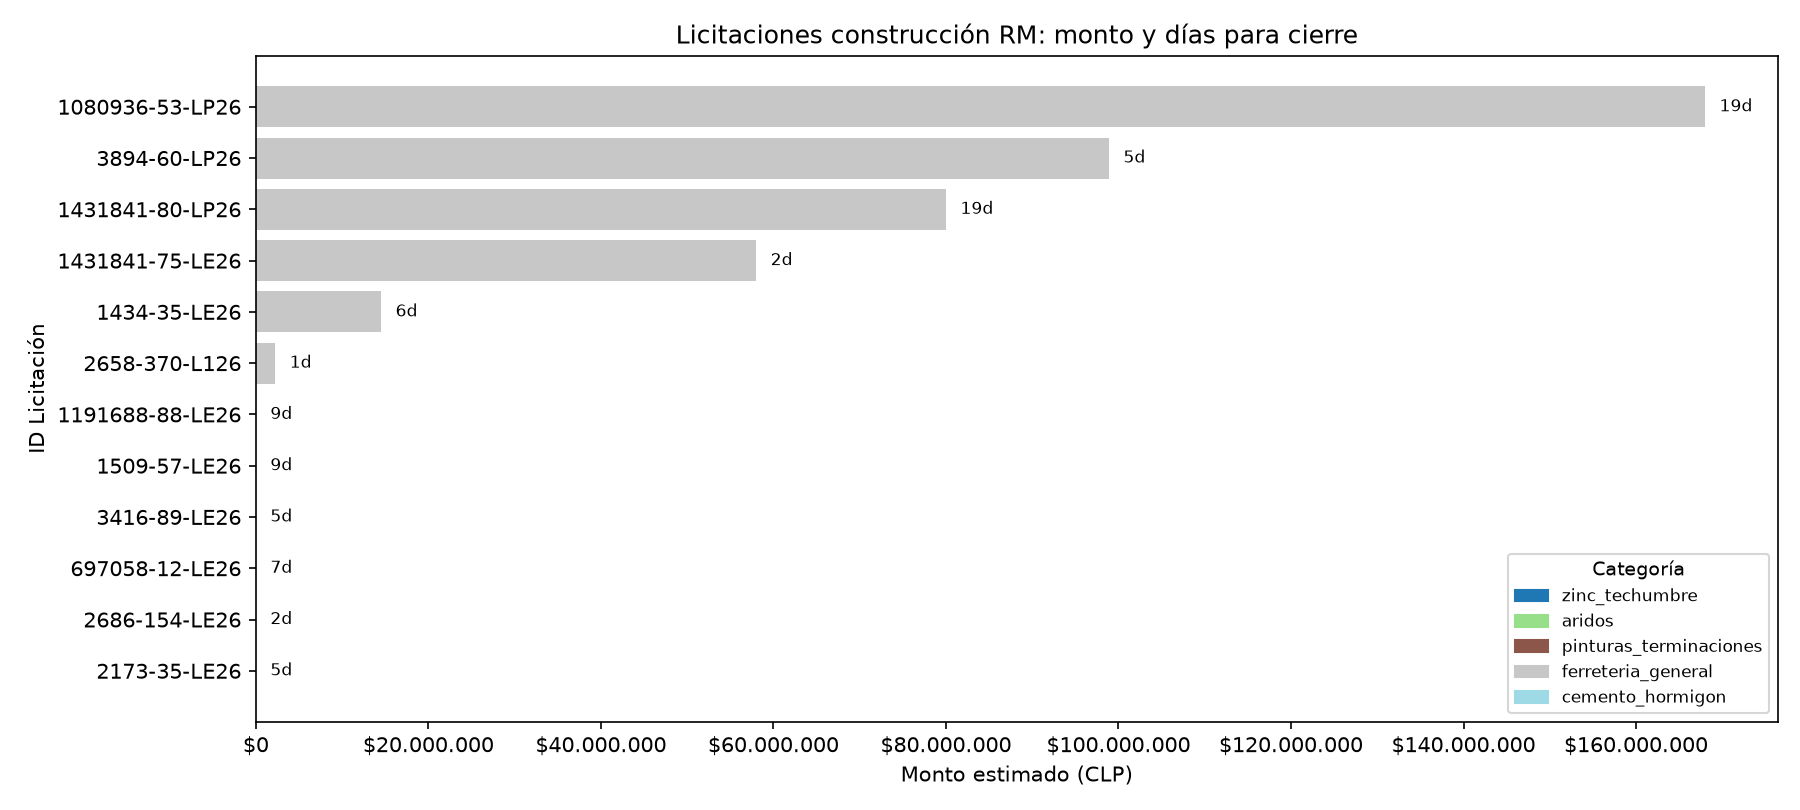 Licitaciones construcción RM: monto y días para cierre
ID Licitación
1080936-53-LP26
19d
3894-60-LP26
5d
1431841-80-LP26
19d
1431841-75-LE26
2d
1434-35-LE26
6d
2658-370-L126
1d
1191688-88-LE26
9d
1509-57-LE26
9d
3416-89-LE26
5d
697058-12-LE26
7d
2686-154-LE26
2d
2173-35-LE26
5d
Categoría
zinc_techumbre
aridos
pinturas_terminaciones
ferreteria_general
cemento_hormigon
$0 $20.000.000 $40.000.000 $60.000.000 $80.000.000 $100.000.000 $120.000.000 $140.000.000 $160.000.000
Monto estimado (CLP)